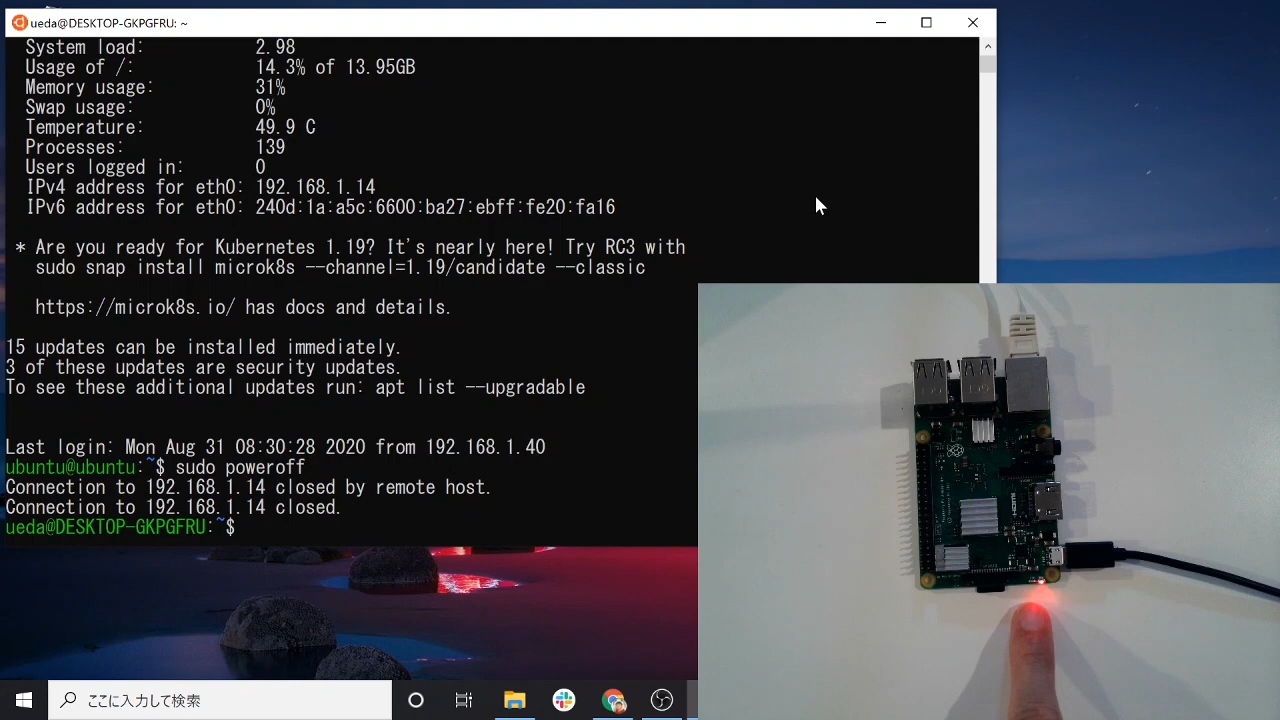 ueda@DESKTOP-GKPGFRU: ~
System load: 2.98
Usage of /: 14.3% of 13.95GB
Memory usage: 31%
Swap usage: 0%
Temperature: 49.9 C
Processes: 139
Users logged in: 0
IPv4 address for eth0: 192.168.1.14
IPv6 address for eth0: 240d:1a:a5c:6600:ba27:ebff:fe20:fa16
* Are you ready for Kubernetes 1.19? It's nearly here! Try RC3 with
sudo snap install microk8s --channel=1.19/candidate --classic
https://microk8s.io/ has docs and details.
15 updates can be installed immediately.
3 of these updates are security updates.
To see these additional updates run: apt list --upgradable
Last login: Mon Aug 31 08:30:28 2020 from 192.168.1.40
ubuntu@ubuntu:~$ sudo poweroff
Connection to 192.168.1.14 closed by remote host.
Connection to 192.168.1.14 closed.
ueda@DESKTOP-GKPGFRU:~$
HDMI
ここに入力して検索